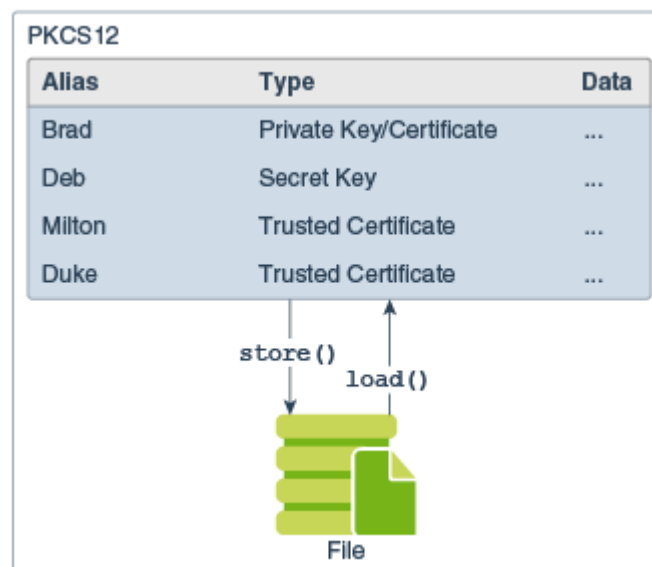 PKCS12
Alias Type Data
Brad Private Key/Certificate ...
Deb Secret Key ...
Milton Trusted Certificate ...
Duke Trusted Certificate ...
store()
load()
File